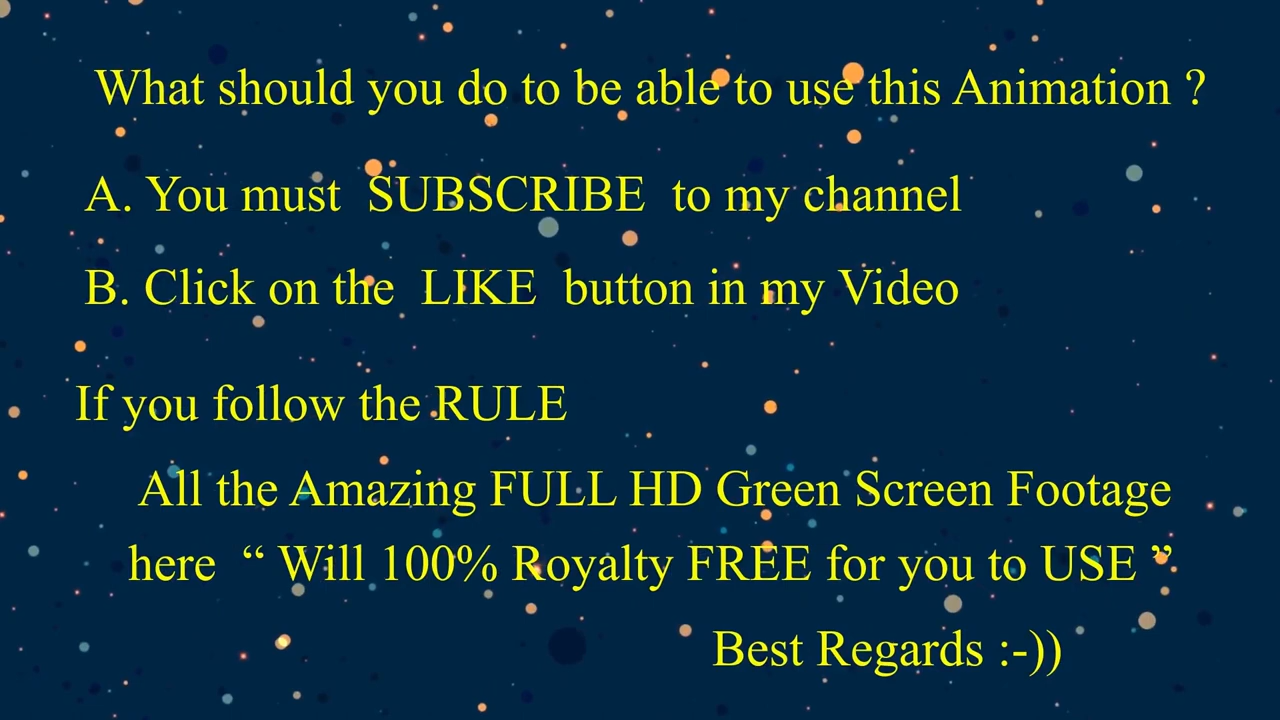 What should you do to be able to use this Animation ?
A. You must SUBSCRIBE to my channel
B. Click on the LIKE button in my Video
If you follow the RULE
All the Amazing FULL HD Green Screen Footage
here “ Will 100% Royalty FREE for you to USE ”
Best Regards :-))